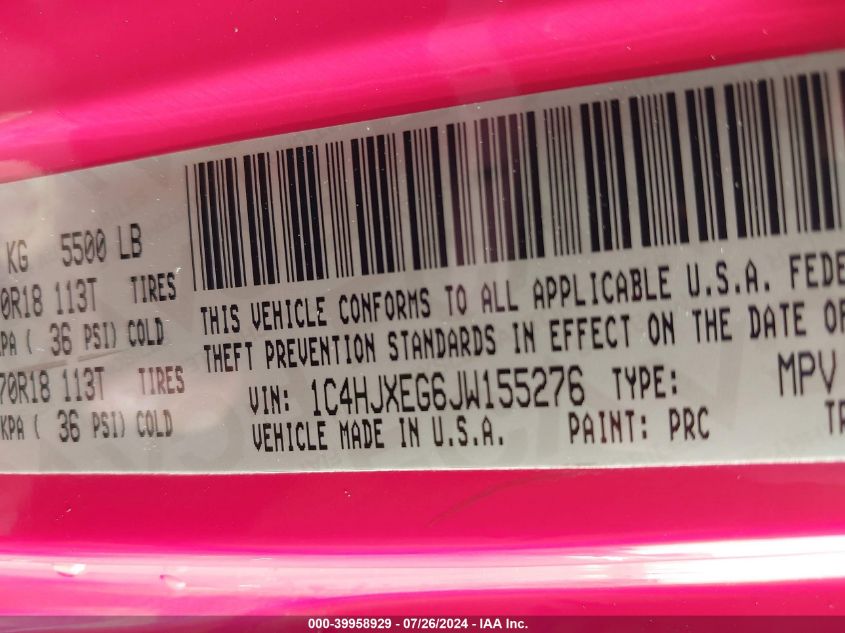 KG 5500 LB
0R18 113T TIRES
PA ( 36 PSI) COLD
70R18 113T TIRES
KPA ( 36 PSI) COLD
THIS VEHICLE CONFORMS TO ALL APPLICABLE U.S.A. FEDE
THEFT PREVENTION STANDARDS IN EFFECT ON THE DATE OF
VIN: 1C4HJXEG6JW155276 TYPE: MPV
VEHICLE MADE IN U.S.A. PAINT: PRC TR
000-39958929 / 07/26/2024 - IAA Inc.